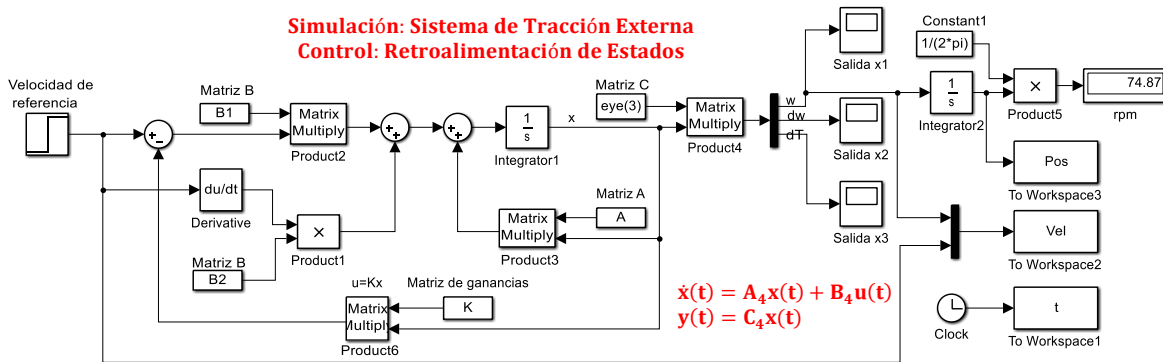 Simulación: Sistema de Tracción Externa
Control: Retroalimentación de Estados
Velocidad de
referencia
Matriz B
B1
Matrix
Multiply
Product2
+
-
+
+
+
+
1
s
Integrator1
x
Matriz C
eye(3)
Matrix
Multiply
Product4
w
dw
dT
Salida x1
Salida x2
Salida x3
Constant1
1/(2*pi)
1
s
Integrator2
×
Product5
74.87
rpm
Pos
To Workspace3
Vel
To Workspace2
Clock
t
To Workspace1
du/dt
Derivative
×
Product1
Matriz B
B2
Matriz A
A
Matrix
Multiply
Product3
u=Kx
Matrix
Multiply
Product6
Matriz de ganancias
K
ẋ(t) = A₄x(t) + B₄u(t)
y(t) = C₄x(t)